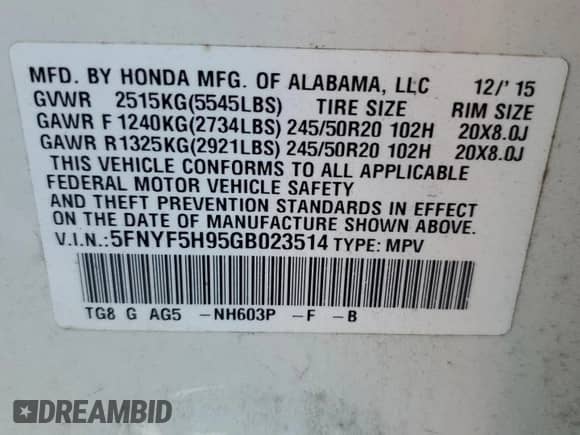 MFD. BY HONDA MFG. OF ALABAMA, LLC 12/'15
GVWR 2515KG(5545LBS) TIRE SIZE RIM SIZE
GAWR F 1240KG(2734LBS) 245/50R20 102H 20X8.0J
GAWR R 1325KG(2921LBS) 245/50R20 102H 20X8.0J
THIS VEHICLE CONFORMS TO ALL APPLICABLE
FEDERAL MOTOR VEHICLE SAFETY
AND THEFT PREVENTION STANDARDS IN EFFECT
ON THE DATE OF MANUFACTURE SHOWN ABOVE.
V.I.N.:5FNYF5H95GB023514 TYPE: MPV
TG8 G AG5 -NH603P -F -B
DREAMBID